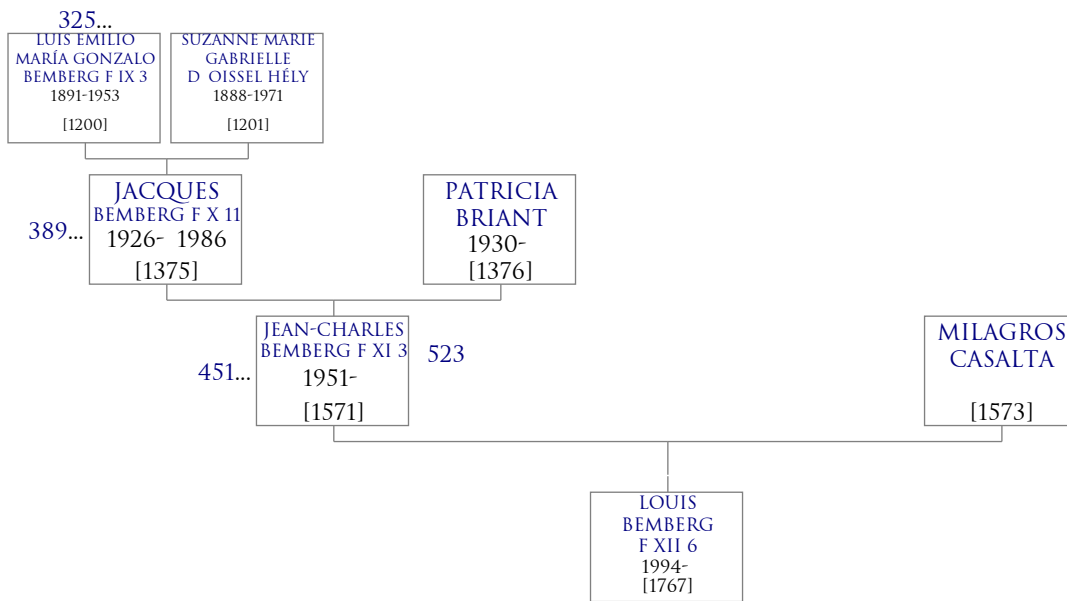 325...
LUIS EMILIO
MARÍA GONZALO
BEMBERG F IX 3
1891-1953
[1200]
SUZANNE MARIE
GABRIELLE
D OISSEL HÉLY
1888-1971
[1201]
389...
JACQUES
BEMBERG F X 11
1926- 1986
[1375]
PATRICIA
BRIANT
1930-
[1376]
451...
JEAN-CHARLES
BEMBERG F XI 3
1951-
[1571]
523
MILAGROS
CASALTA
[1573]
LOUIS
BEMBERG
F XII 6
1994-
[1767]